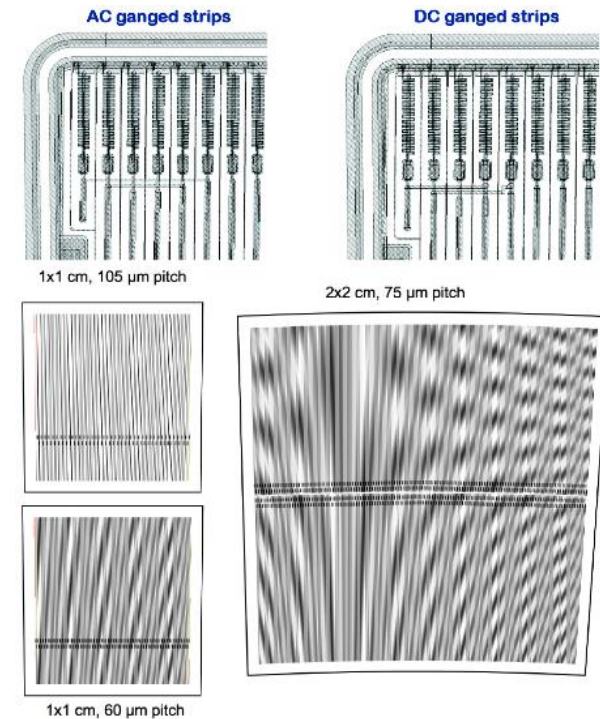 AC ganged strips
DC ganged strips
1x1 cm, 105 µm pitch
2x2 cm, 75 µm pitch
1x1 cm, 60 µm pitch